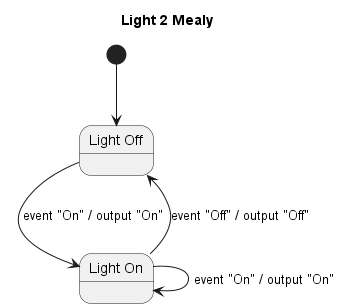 Light 2 Mealy
Light Off
event "On" / output "On"
event "Off" / output "Off"
Light On
event "On" / output "On"